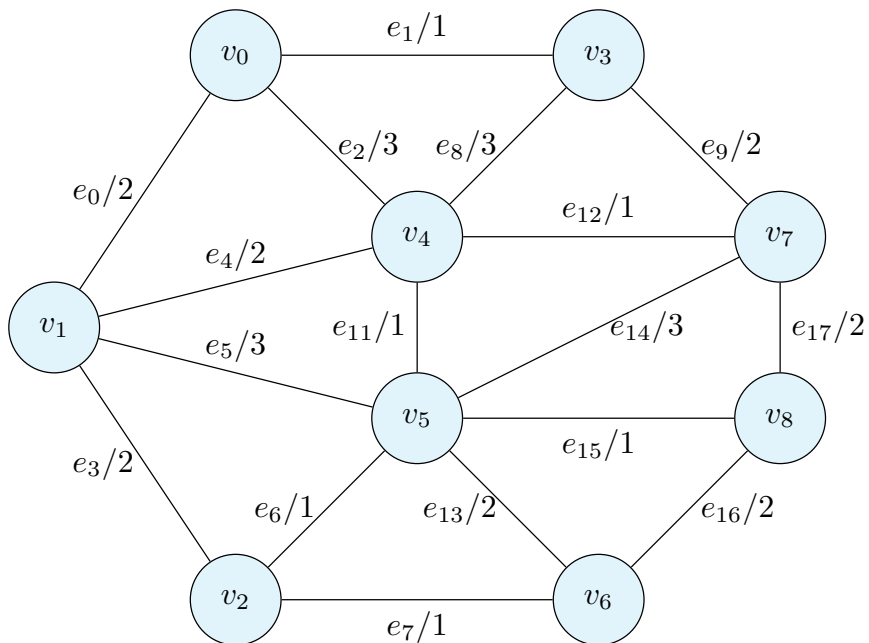 e₁/1
v₀
v₃
e₂/3
e₈/3
e₉/2
e₀/2
e₁₂/1
v₄
v₇
e₄/2
v₁
e₁₁/1
e₁₄/3
e₁₇/2
e₅/3
v₅
v₈
e₁₅/1
e₃/2
e₆/1
e₁₃/2
e₁₆/2
v₂
v₆
e₇/1